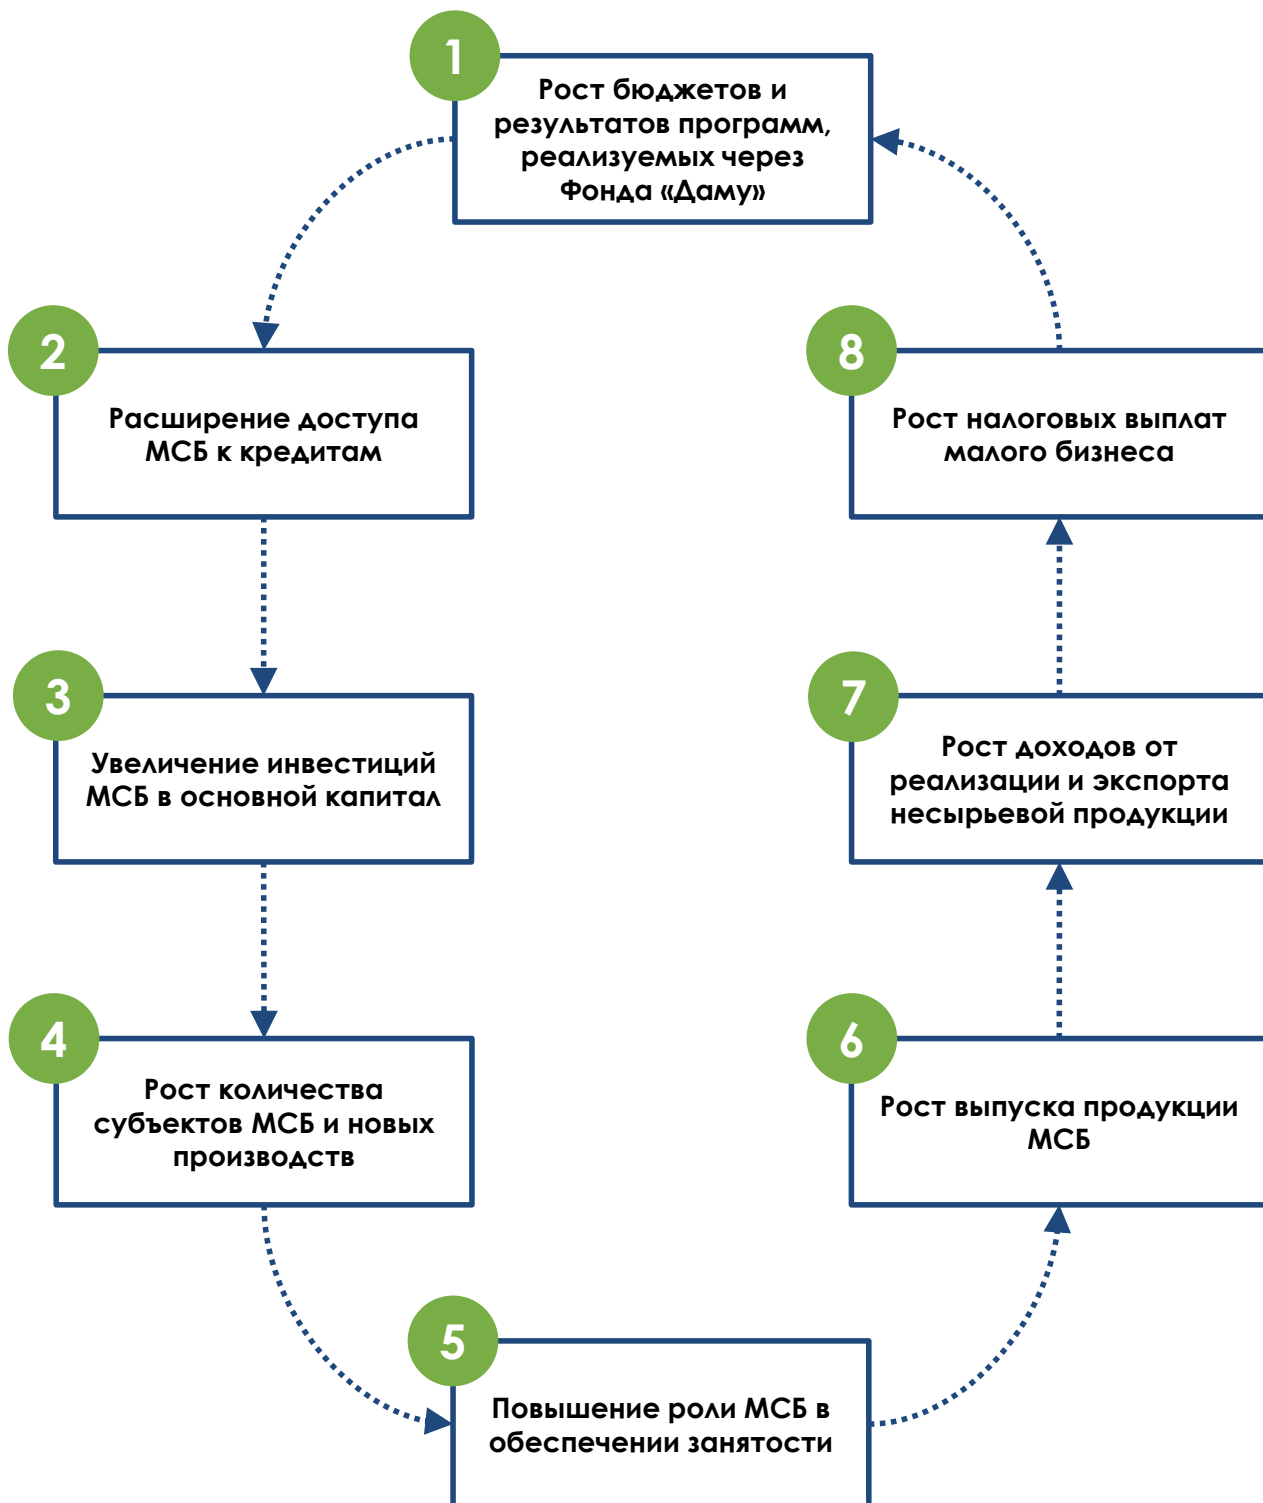 1
Рост бюджетов и
результатов программ,
реализуемых через
Фонда «Даму»
2
Расширение доступа
МСБ к кредитам
3
Увеличение инвестиций
МСБ в основной капитал
4
Рост количества
субъектов МСБ и новых
производств
5
Повышение роли МСБ в
обеспечении занятости
6
Рост выпуска продукции
МСБ
7
Рост доходов от
реализации и экспорта
несырьевой продукции
8
Рост налоговых выплат
малого бизнеса